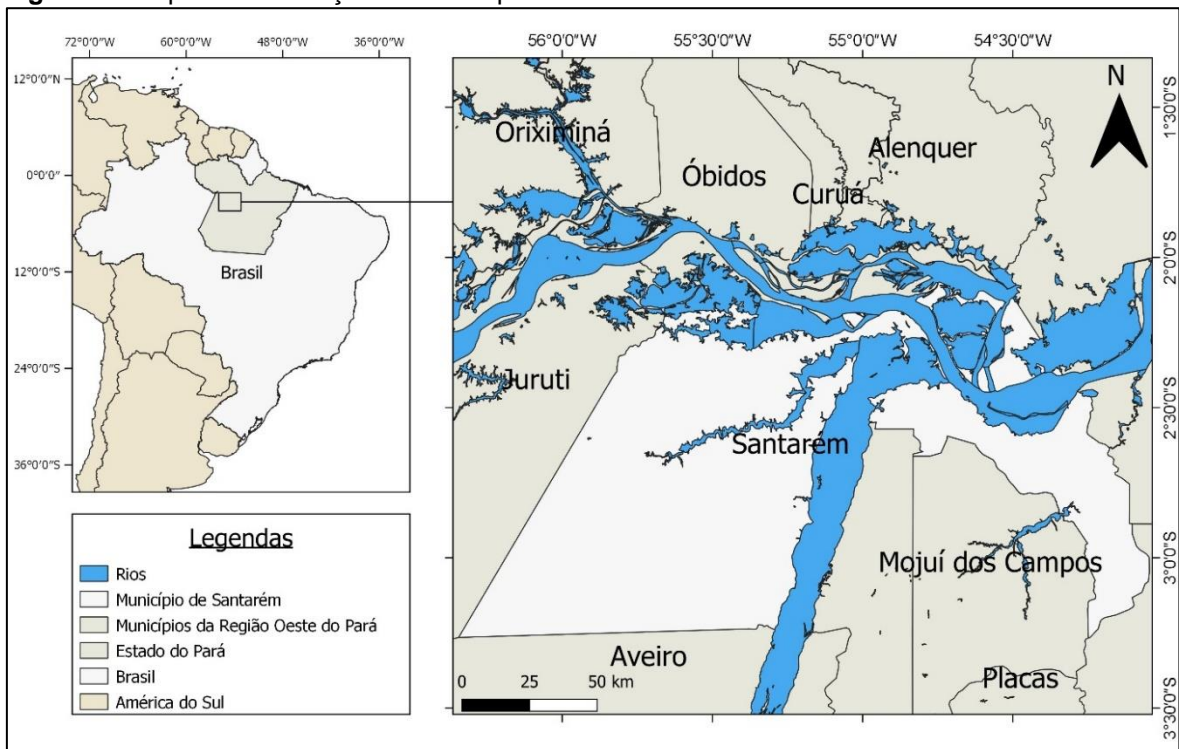 72°0'0"W 60°0'0"W 48°0'0"W 36°0'0"W
12°0'0"N
0°0'0"
12°0'0"S
24°0'0"S
36°0'0"S
Brasil
Legendas
Rios
Município de Santarém
Municípios da Região Oeste do Pará
Estado do Pará
Brasil
América do Sul
56°0'0"W 55°30'0"W 55°0'0"W 54°30'0"W
N
Oriximiná
Óbidos
Alenquer
Curuá
Juruti
Santarém
Mojuí dos Campos
Aveiro
Placas
0 25 50 km
1°30'0"S
2°0'0"S
2°30'0"S
3°0'0"S
3°30'0"S